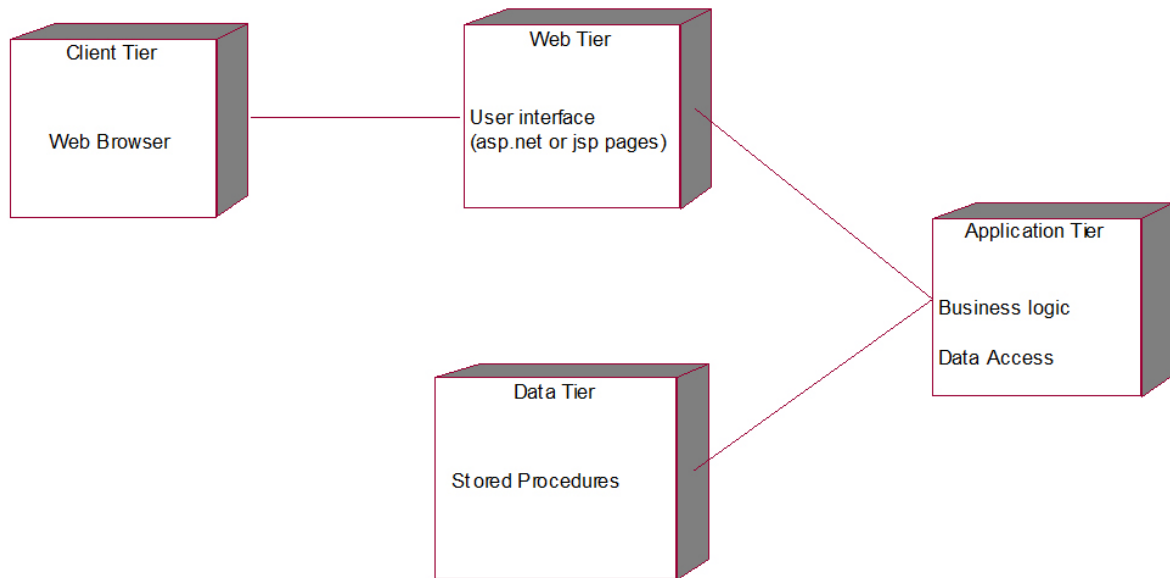 Client Tier
Web Browser
Web Tier
User interface
(asp.net or jsp pages)
Application Tier
Business logic
Data Access
Data Tier
Stored Procedures